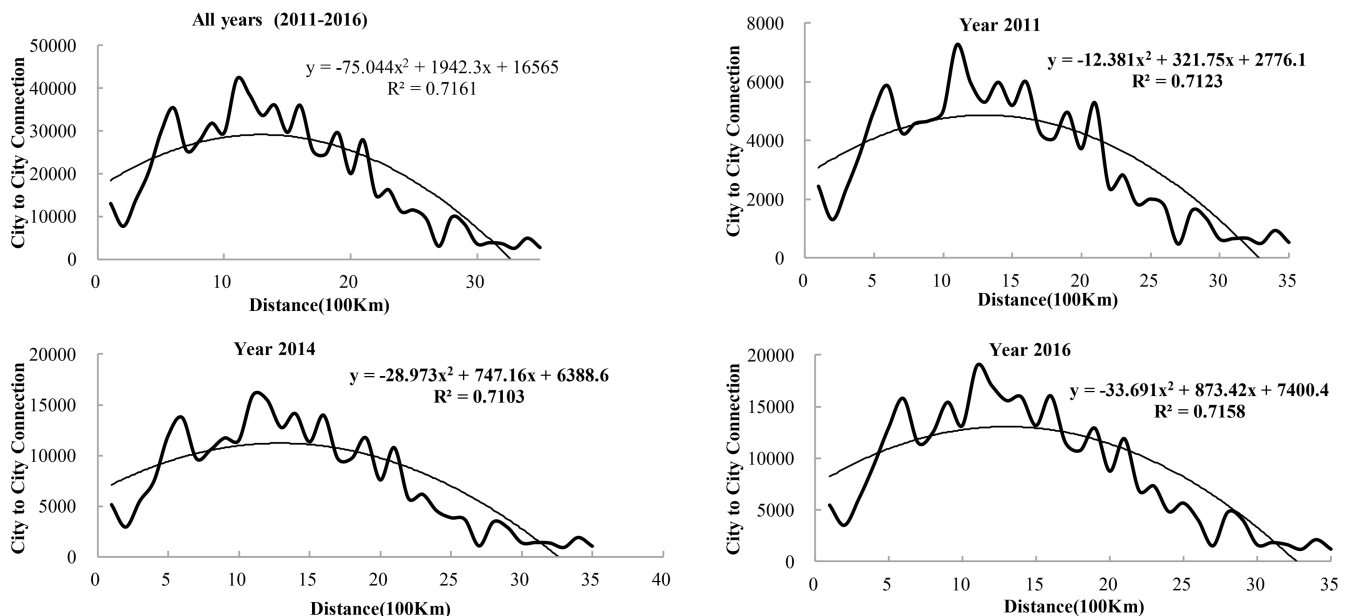 All years (2011-2016)
y = -75.044x² + 1942.3x + 16565
R² = 0.7161
City to City Connection
50000
40000
30000
20000
10000
0
0 10 20 30
Distance(100Km)
Year 2011
y = -12.381x² + 321.75x + 2776.1
R² = 0.7123
City to City Connection
8000
6000
4000
2000
0
0 5 10 15 20 25 30 35
Distance(100Km)
Year 2014
y = -28.973x² + 747.16x + 6388.6
R² = 0.7103
City to City Connection
20000
15000
10000
5000
0
0 5 10 15 20 25 30 35 40
Distance(100Km)
Year 2016
y = -33.691x² + 873.42x + 7400.4
R² = 0.7158
City to City Connection
20000
15000
10000
5000
0
0 5 10 15 20 25 30 35
Distance(100Km)